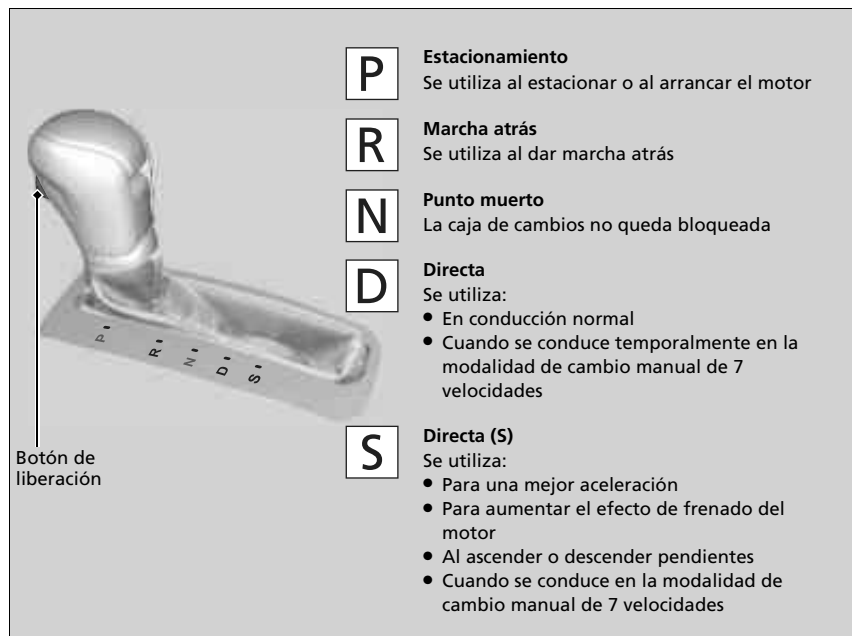 P
Estacionamiento
Se utiliza al estacionar o al arrancar el motor
R
Marcha atrás
Se utiliza al dar marcha atrás
N
Punto muerto
La caja de cambios no queda bloqueada
D
Directa
Se utiliza:
● En conducción normal
● Cuando se conduce temporalmente en la
modalidad de cambio manual de 7
velocidades
S
Directa (S)
Se utiliza:
● Para una mejor aceleración
● Para aumentar el efecto de frenado del
motor
● Al ascender o descender pendientes
● Cuando se conduce en la modalidad de
cambio manual de 7 velocidades
P
R
N
D
S
Botón de
liberación